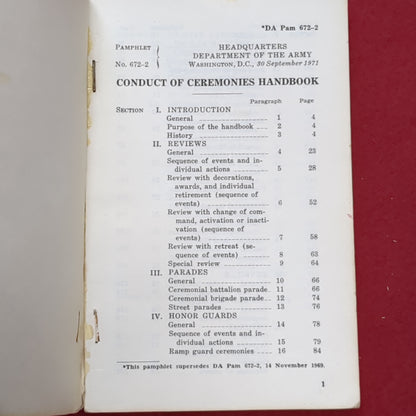 *DA Pam 672-2
PAMPHLET
No. 672-2
HEADQUARTERS
DEPARTMENT OF THE ARMY
WASHINGTON, D.C., 30 September 1971
CONDUCT OF CEREMONIES HANDBOOK
Paragraph Page
SECTION I. INTRODUCTION
General 1 4
Purpose of the handbook 2 4
History 3 4
II. REVIEWS
General 4 23
Sequence of events and in-
dividual actions 5 28
Review with decorations,
awards, and individual
retirement (sequence of
events) 6 52
Review with change of com-
mand, activation or inacti-
vation (sequence of
events) 7 58
Review with retreat (se-
quence of events) 8 63
Special review 9 64
III. PARADES
General 10 66
Ceremonial battalion parade 11 66
Ceremonial brigade parade 12 74
Street parades 13 76
IV. HONOR GUARDS
General 14 78
Sequence of events and in-
dividual actions 15 79
Ramp guard ceremonies 16 84
*This pamphlet supersedes DA Pam 672-2, 14 November 1969.
1